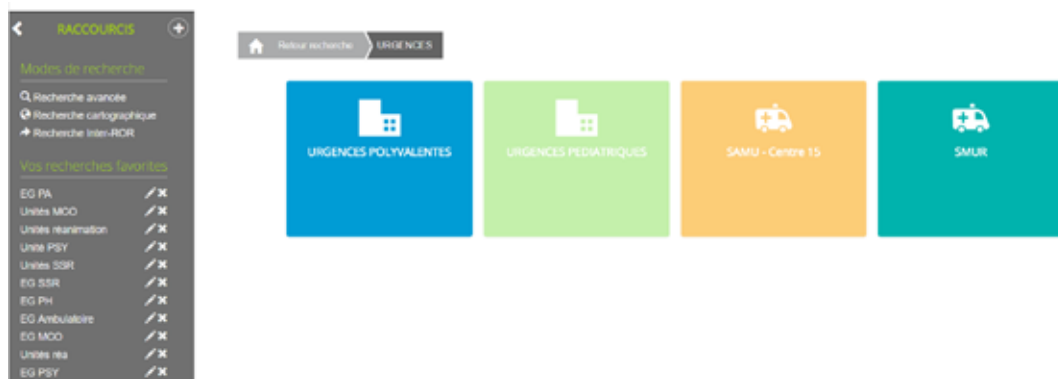 RACCOURCIS
Modes de recherche
Recherche avancée
Recherche cartographique
Recherche Inter-ROR
Vos recherches favorites
EG PA
Unités MCO
Unités réanimation
Unité PSY
Unités SSR
EG SSR
EG PH
EG Ambulatoire
EG MCO
Unités réa
EG PSY
Retour recherche
URGENCES
URGENCES POLYVALENTES
URGENCES PEDIATRIQUES
SAMU - Centre 15
SMUR